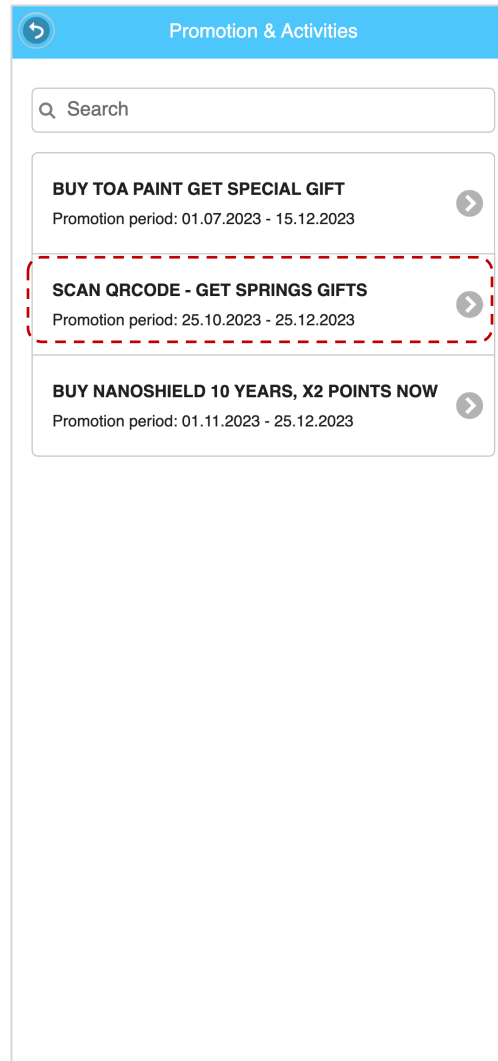 Promotion & Activities
Search
BUY TOA PAINT GET SPECIAL GIFT
Promotion period: 01.07.2023 - 15.12.2023
SCAN QRCODE - GET SPRINGS GIFTS
Promotion period: 25.10.2023 - 25.12.2023
BUY NANOSHIELD 10 YEARS, X2 POINTS NOW
Promotion period: 01.11.2023 - 25.12.2023